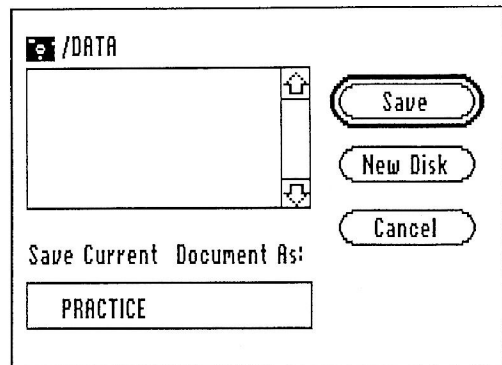 /DATA
Save
New Disk
Cancel
Save Current Document As:
PRACTICE